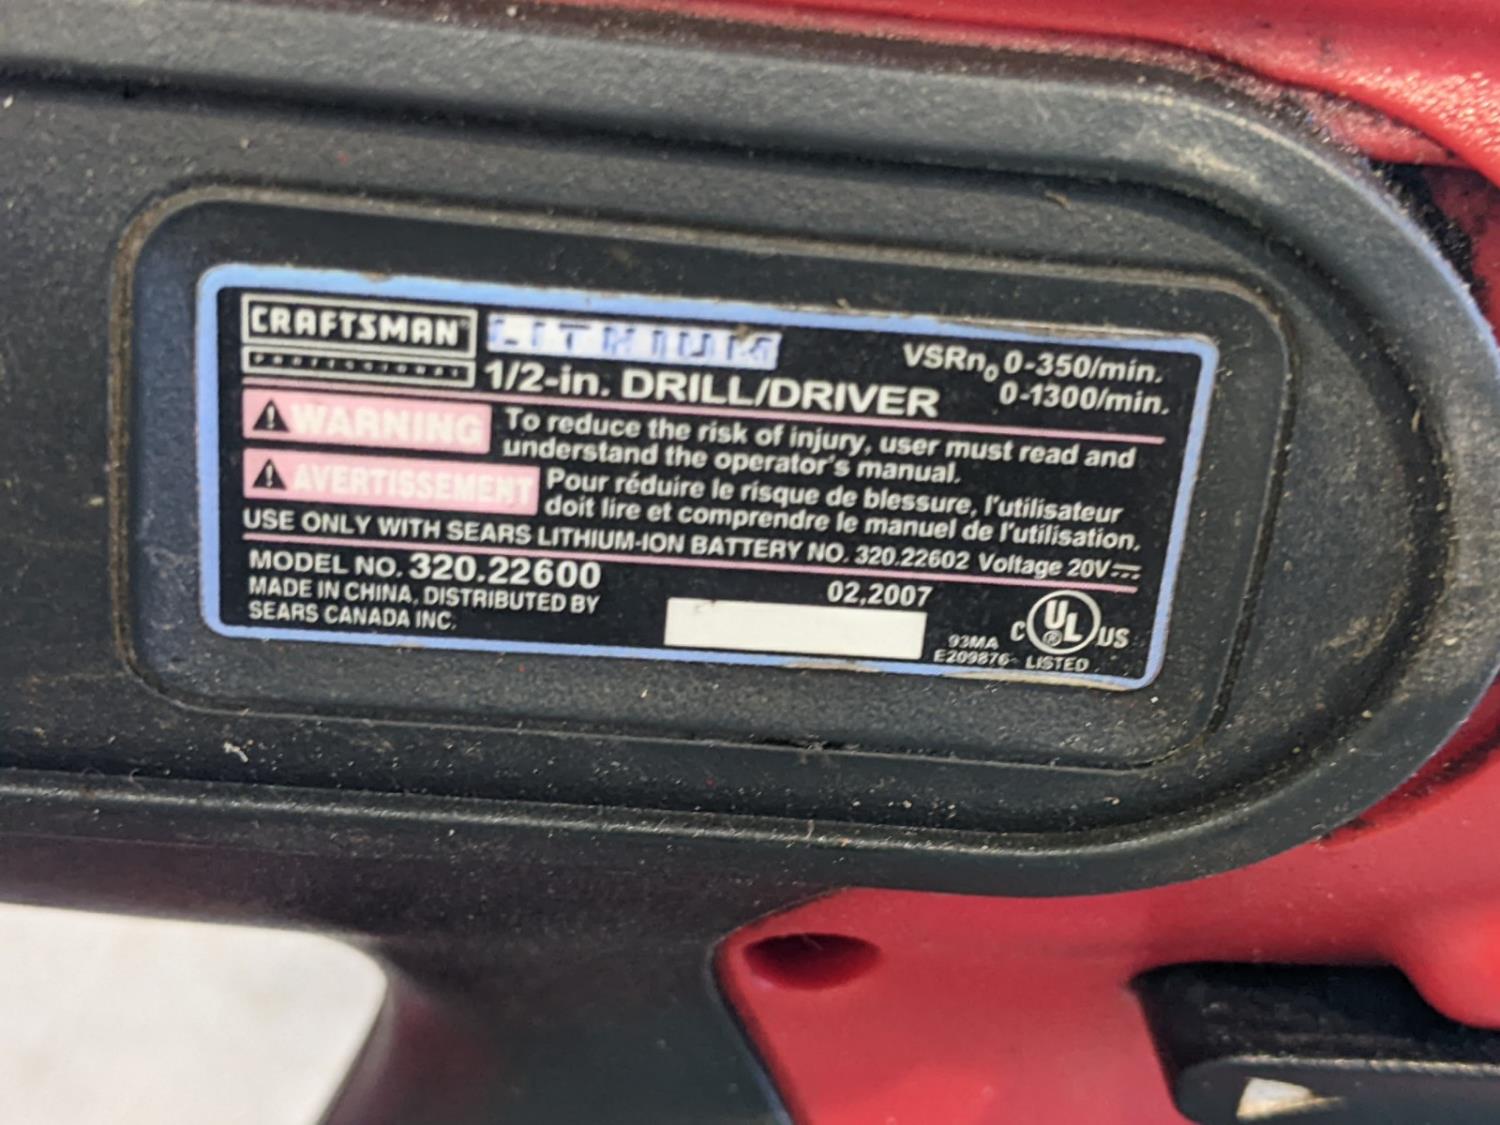 CRAFTSMAN LITHIUM
PROFESSIONAL
1/2-in. DRILL/DRIVER
VSRn0 0-350/min.
0-1300/min.
WARNING To reduce the risk of injury, user must read and
understand the operator's manual.
AVERTISSEMENT Pour réduire le risque de blessure, l'utilisateur
doit lire et comprendre le manuel de l'utilisation.
USE ONLY WITH SEARS LITHIUM-ION BATTERY NO. 320.22602 Voltage 20V
MODEL NO. 320.22600
MADE IN CHINA, DISTRIBUTED BY
SEARS CANADA INC.
02,2007
93MA
E209876
C UL ® US
LISTED